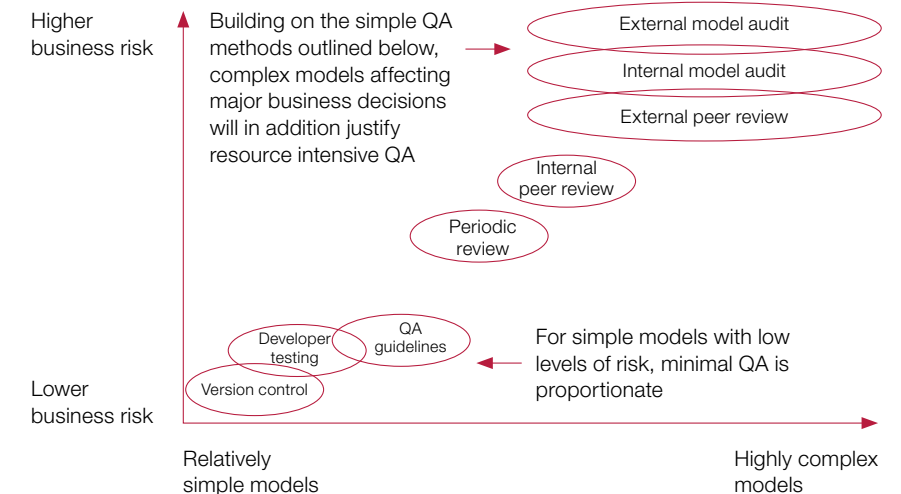 Higher
business risk
Building on the simple QA
methods outlined below,
complex models affecting
major business decisions
will in addition justify
resource intensive QA
External model audit
Internal model audit
External peer review
Internal
peer review
Periodic
review
QA
guidelines
Developer
testing
Version control
For simple models with low
levels of risk, minimal QA is
proportionate
Lower
business risk
Relatively
simple models
Highly complex
models